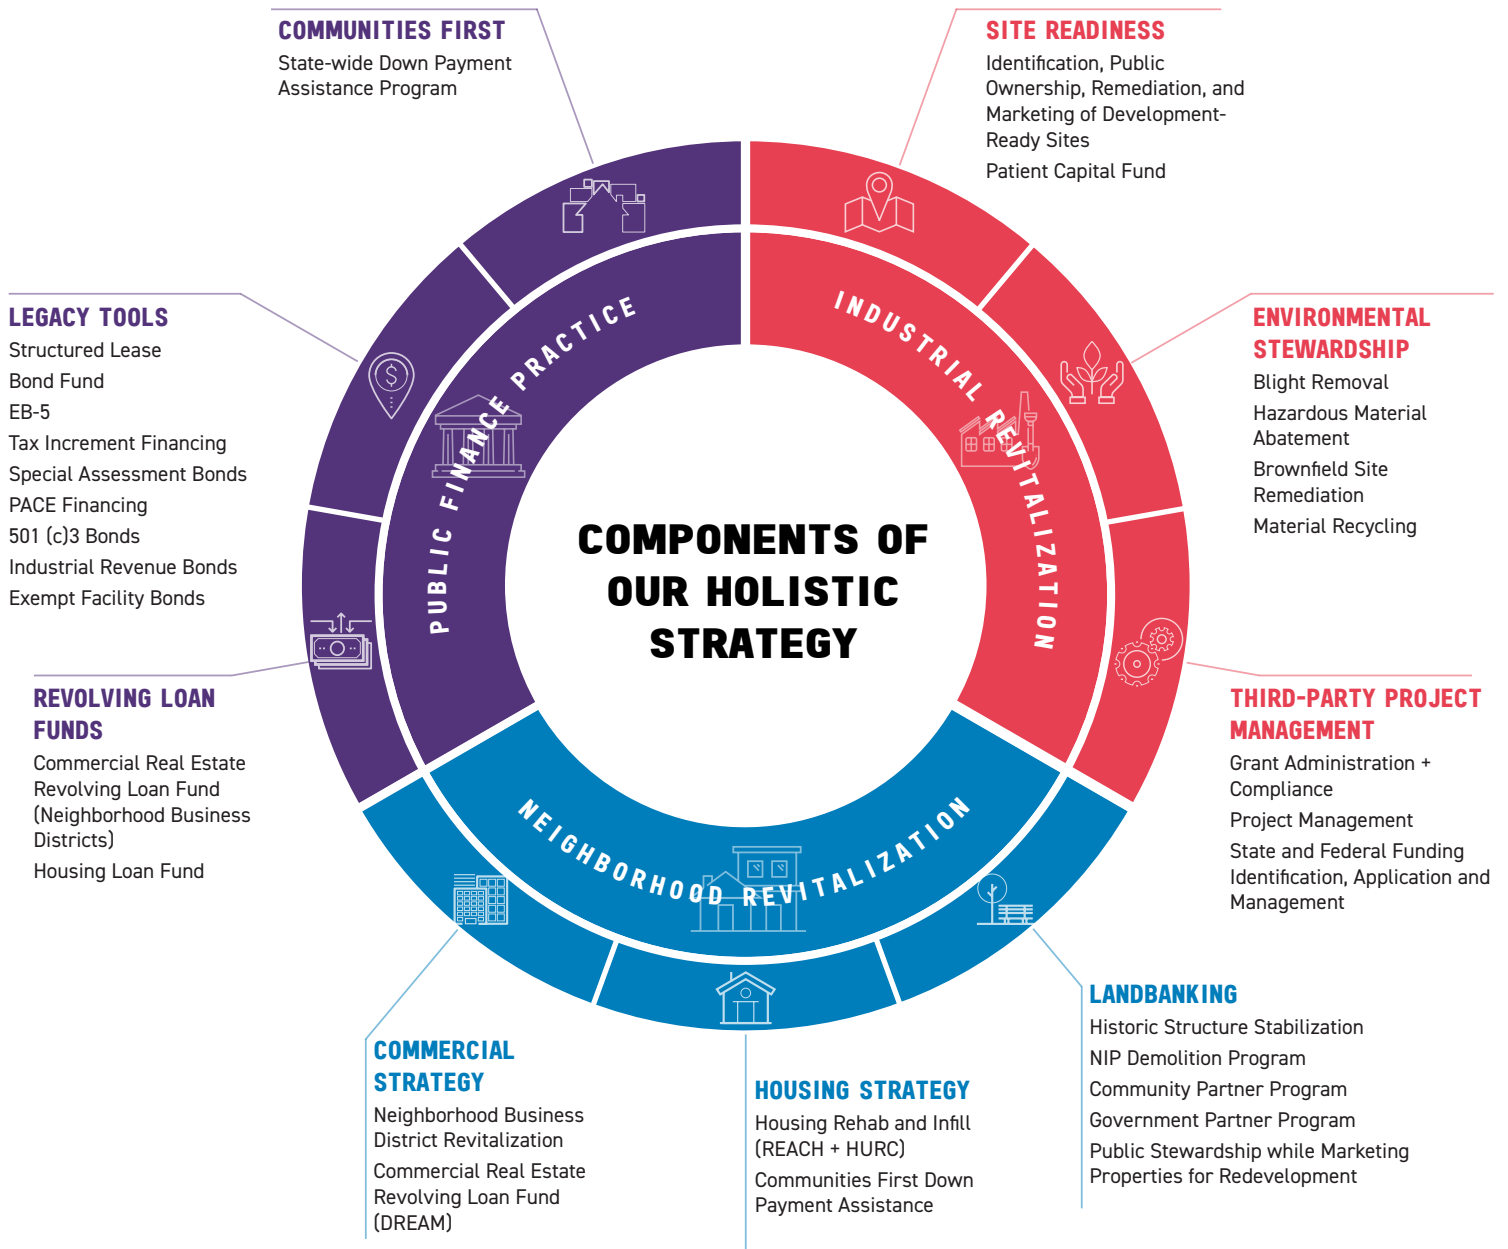 COMMUNITIES FIRST
State-wide Down Payment
Assistance Program
SITE READINESS
Identification, Public
Ownership, Remediation, and
Marketing of Development-
Ready Sites
Patient Capital Fund
LEGACY TOOLS
Structured Lease
Bond Fund
EB-5
Tax Increment Financing
Special Assessment Bonds
PACE Financing
501 (c)3 Bonds
Industrial Revenue Bonds
Exempt Facility Bonds
PUBLIC FINANCE PRACTICE
INDUSTRIAL REVITALIZATION
ENVIRONMENTAL
STEWARDSHIP
Blight Removal
Hazardous Material
Abatement
Brownfield Site
Remediation
Material Recycling
COMPONENTS OF
OUR HOLISTIC
STRATEGY
REVOLVING LOAN
FUNDS
Commercial Real Estate
Revolving Loan Fund
(Neighborhood Business
Districts)
Housing Loan Fund
THIRD-PARTY PROJECT
MANAGEMENT
Grant Administration +
Compliance
Project Management
State and Federal Funding
Identification, Application and
Management
NEIGHBORHOOD REVITALIZATION
COMMERCIAL
STRATEGY
Neighborhood Business
District Revitalization
Commercial Real Estate
Revolving Loan Fund
(DREAM)
HOUSING STRATEGY
Housing Rehab and Infill
(REACH + HURC)
Communities First Down
Payment Assistance
LANDBANKING
Historic Structure Stabilization
NIP Demolition Program
Community Partner Program
Government Partner Program
Public Stewardship while Marketing
Properties for Redevelopment
$